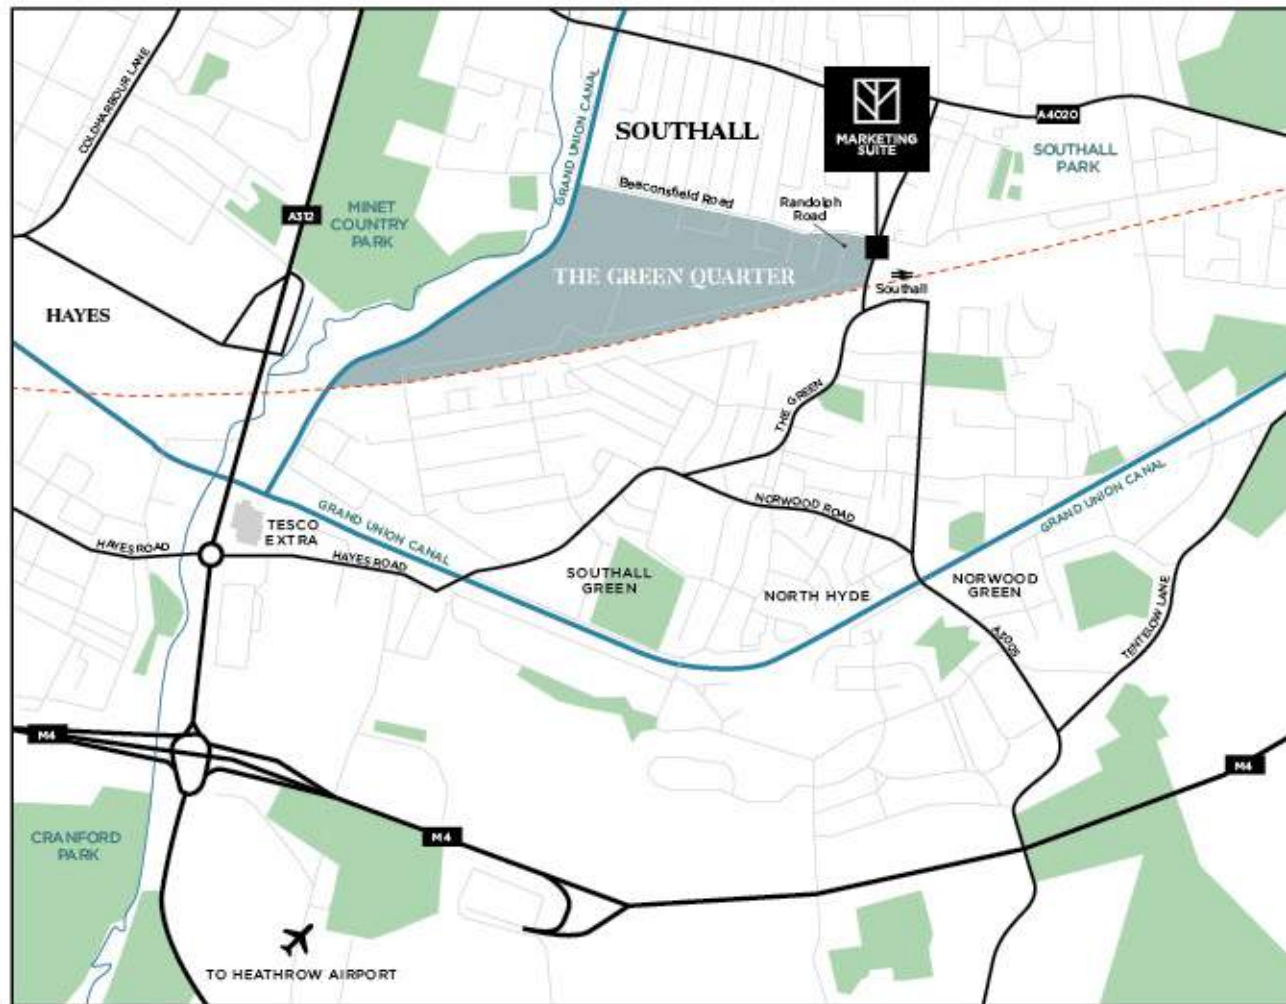 COLDHARBOUR LANE
GRAND UNION CANAL
SOUTHALL
MARKETING
SUITE
A4020
SOUTHALL
PARK
A312
MINET
COUNTRY
PARK
Beaconsfield Road
Randolph
Road
THE GREEN QUARTER
Southall
HAYES
THE GREEN
GRAND UNION CANAL
NORWOOD ROAD
GRAND UNION CANAL
TESCO
EXTRA
HAYES ROAD
HAYES ROAD
SOUTHALL
GREEN
NORTH HYDE
NORWOOD
GREEN
A3005
TENTELOW LANE
M4
M4
M4
CRANFORD
PARK
TO HEATHROW AIRPORT